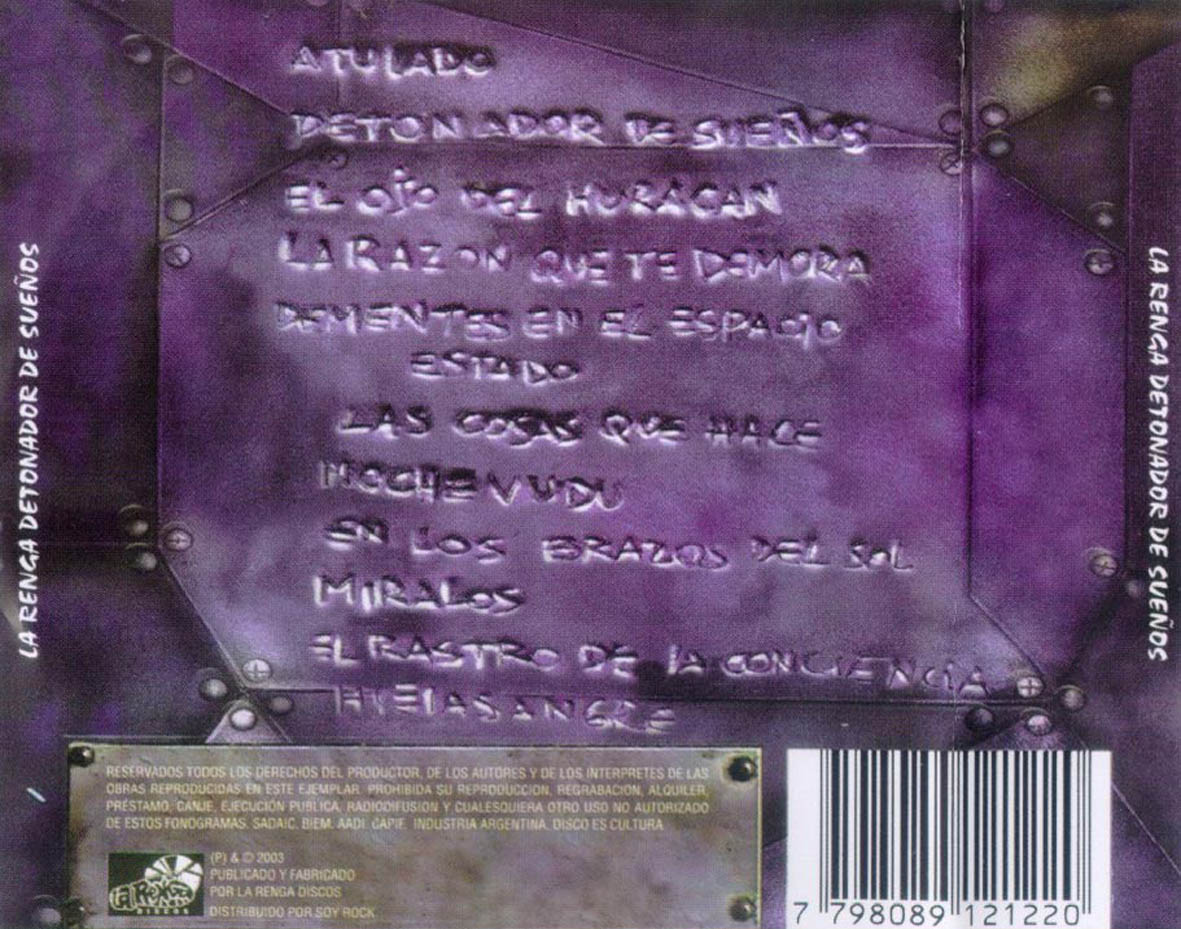 A TU LADO
DETONADOR DE SUEÑOS
EL OJO DEL HURACAN
LA RAZON QUE TE DEMORA
DEMENTES EN EL ESPACIO
ESTADO
LAS COSAS QUE HACE
NOCHE VUDU
EN LOS BRAZOS DEL SOL
MIRALOS
EL RASTRO DE LA CONCIENCIA
HIELASANGRE
LA RENGA DETONADOR DE SUEÑOS
LA RENGA DETONADOR DE SUEÑOS
RESERVADOS TODOS LOS DERECHOS DEL PRODUCTOR, DE LOS AUTORES Y DE LOS INTERPRETES DE LAS
OBRAS REPRODUCIDAS EN ESTE EJEMPLAR. PROHIBIDA SU REPRODUCCION, REGRABACION, ALQUILER,
PRÉSTAMO, CANJE, EJECUCIÓN PUBLICA, RADIODIFUSION Y CUALESQUIERA OTRO USO NO AUTORIZADO
DE ESTOS FONOGRAMAS. SADAIC. BIEM. AADI. CAPIF. INDUSTRIA ARGENTINA. DISCO ES CULTURA
La Renga
DISCOS
(P) & © 2003
PUBLICADO Y FABRICADO
POR LA RENGA DISCOS
DISTRIBUIDO POR SOY ROCK
7 798089 121220